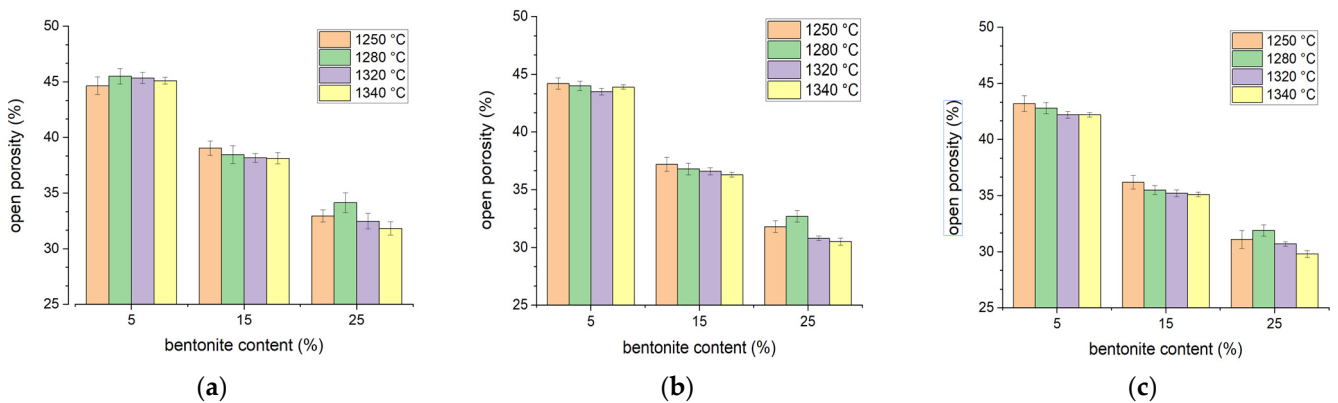 50
45
40
35
30
25
open porosity (%)
1250 °C
1280 °C
1320 °C
1340 °C
5 15 25
bentonite content (%)
(a)
50
45
40
35
30
25
open porosity (%)
1250 °C
1280 °C
1320 °C
1340 °C
5 15 25
bentonite content (%)
(b)
50
45
40
35
30
25
open porosity (%)
1250 °C
1280 °C
1320 °C
1340 °C
5 15 25
bentonite content (%)
(c)